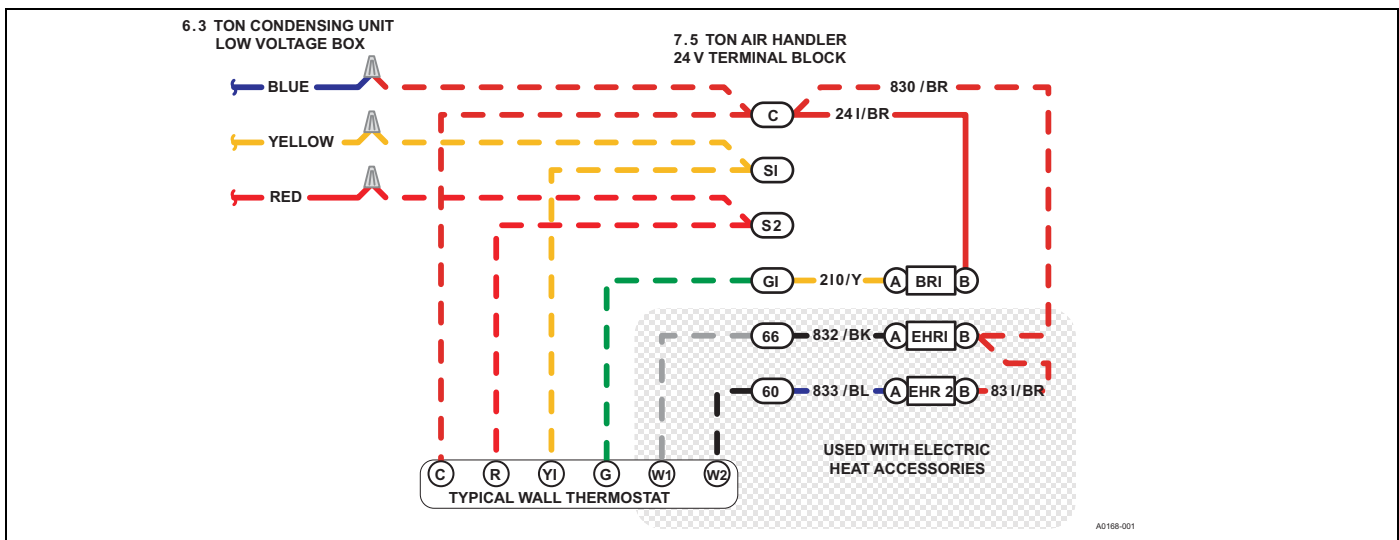 6.3 TON CONDENSING UNIT
LOW VOLTAGE BOX
7.5 TON AIR HANDLER
24 V TERMINAL BLOCK
BLUE
830 /BR
C
24 I/BR
YELLOW
SI
RED
S2
GI
2I0/Y
A
BRI
B
66
832 /BK
A
EHRI
B
60
833 /BL
A
EHR 2
B
83 I/BR
USED WITH ELECTRIC
HEAT ACCESSORIES
C
R
YI
G
W1
W2
TYPICAL WALL THERMOSTAT
A0168-001